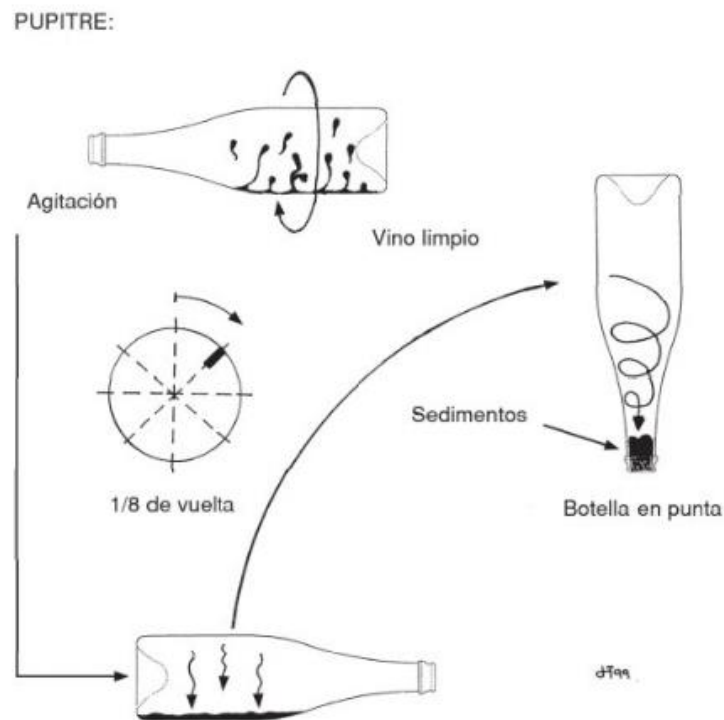 PUPITRE:
Agitación
Vino limpio
1/8 de vuelta
Sedimentos
Botella en punta